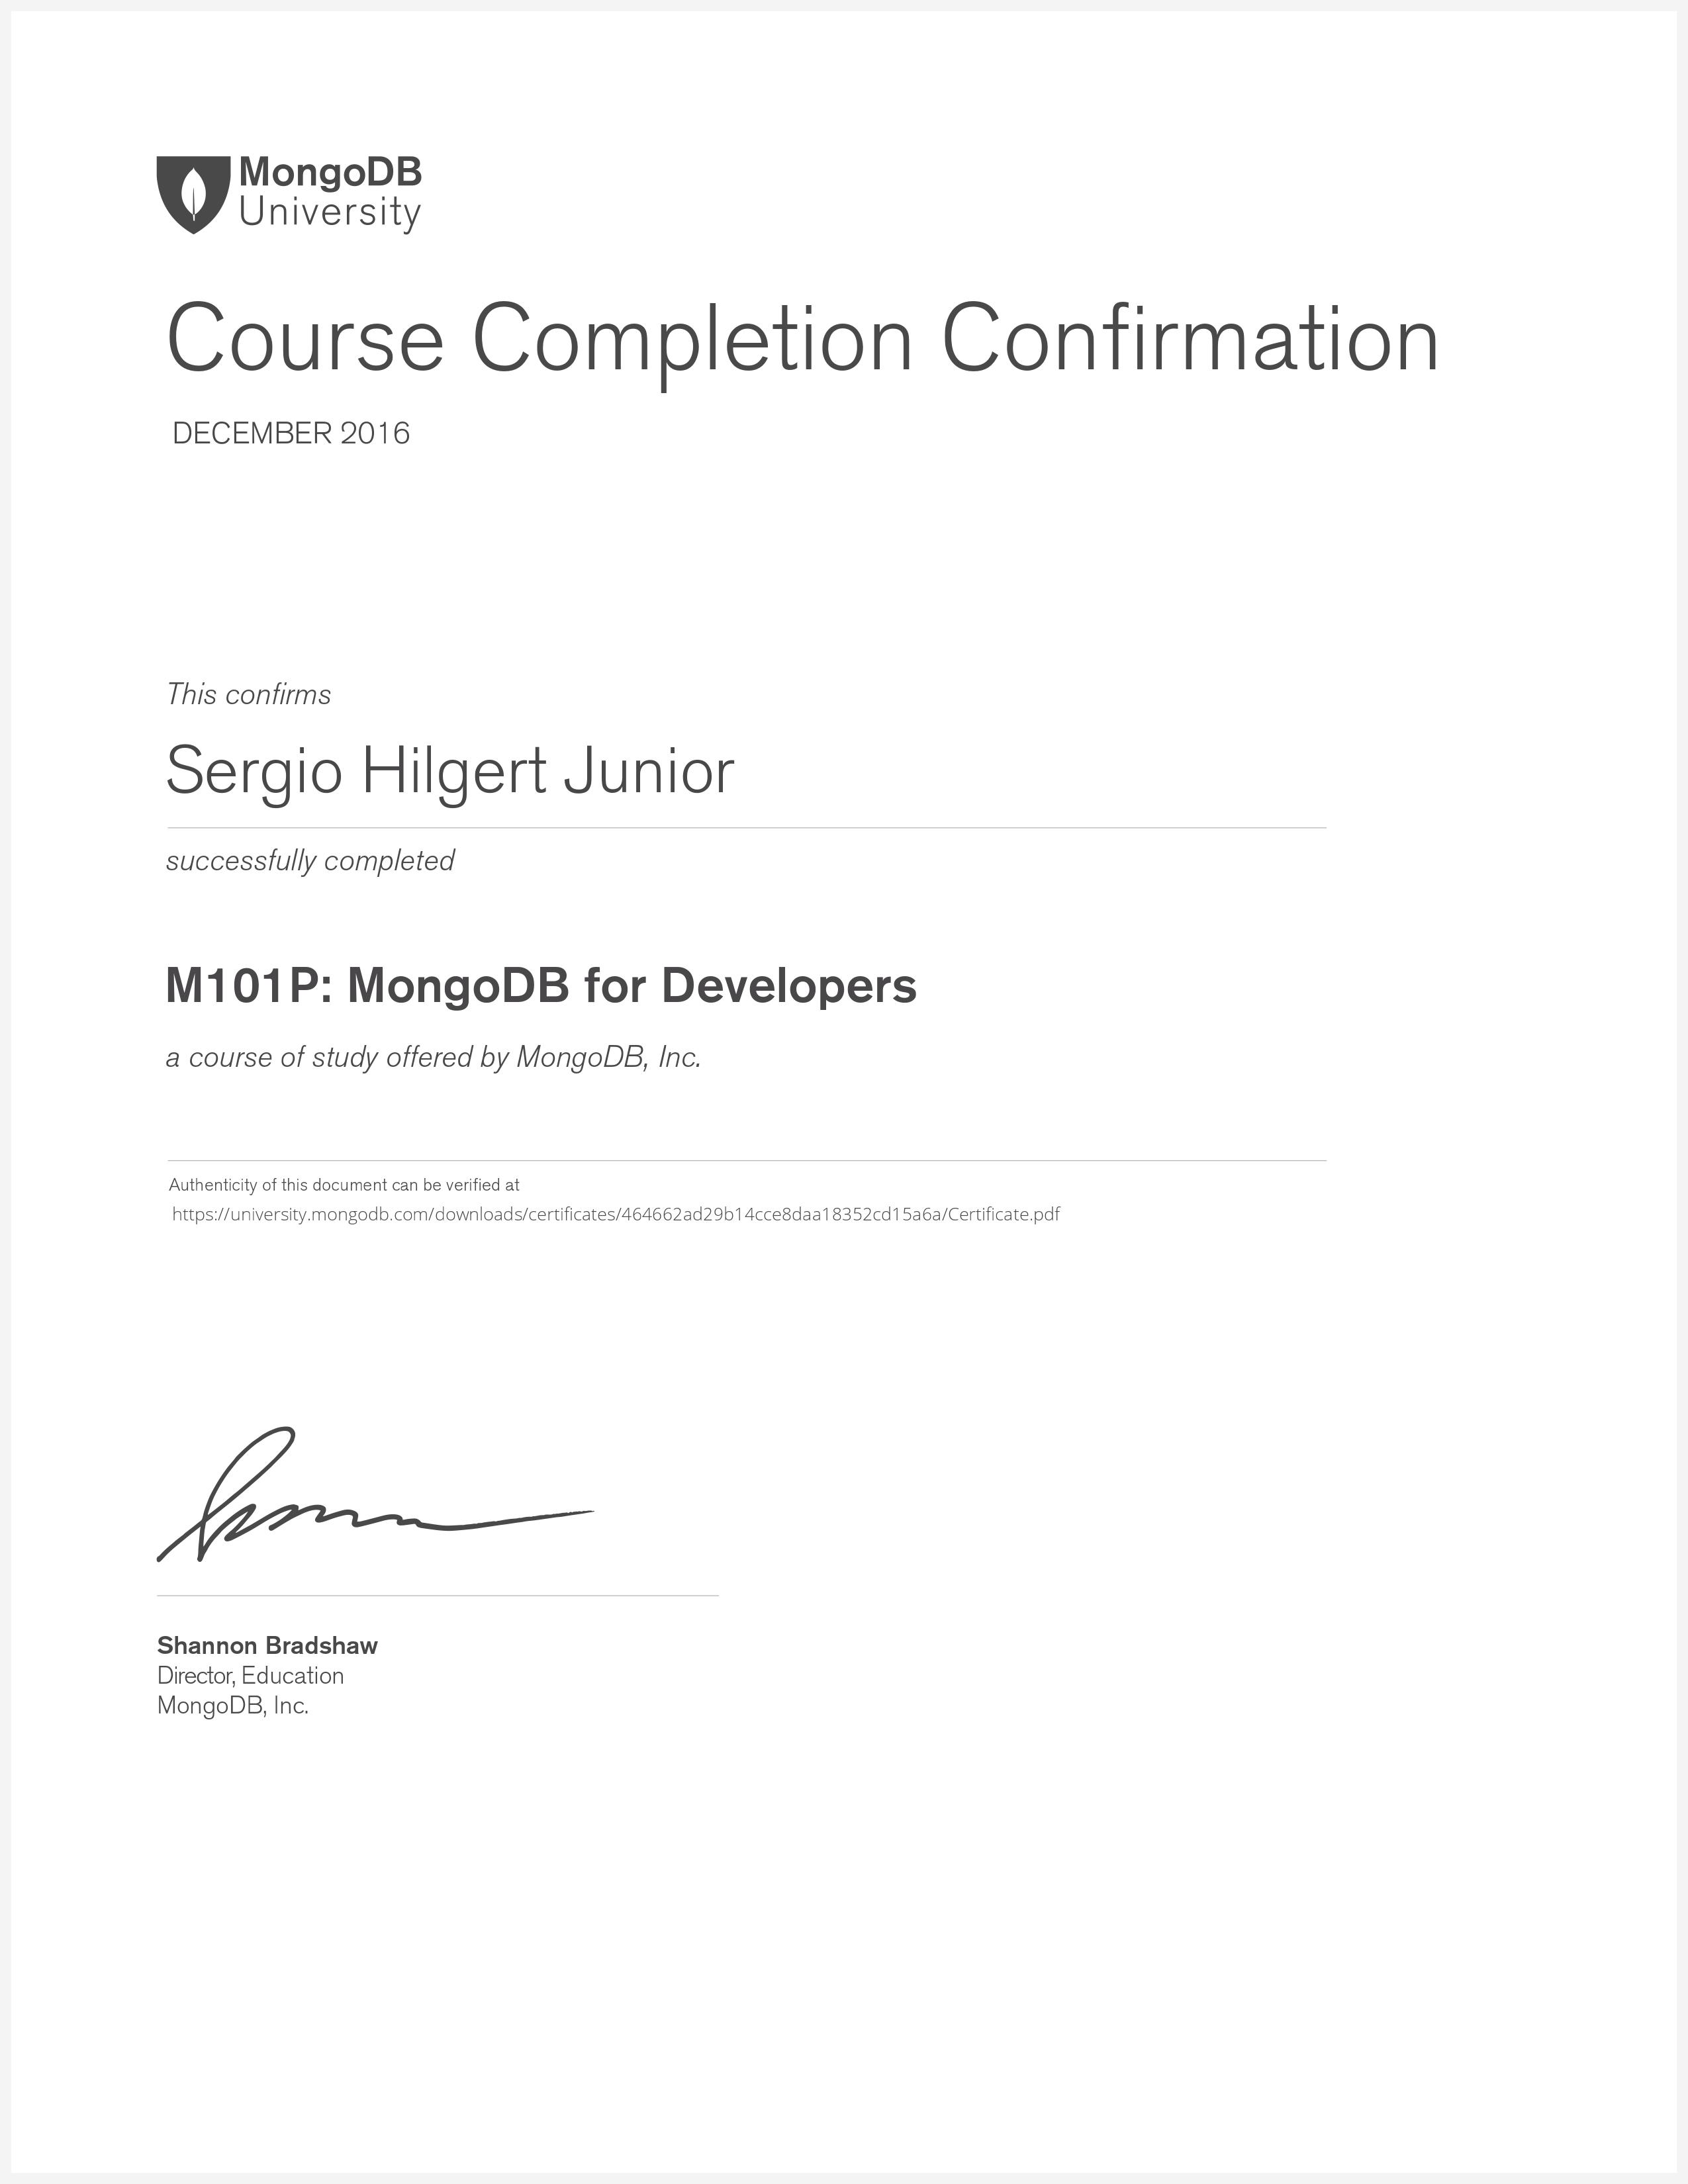 MongoDB
University
Course Completion Confirmation
DECEMBER 2016
This confirms
Sergio Hilgert Junior
successfully completed
M101P: MongoDB for Developers
a course of study offered by MongoDB, Inc.
Authenticity of this document can be verified at
https://university.mongodb.com/downloads/certificates/464662ad29b14cce8daa18352cd15a6a/Certificate.pdf
Shannon Bradshaw
Director, Education
MongoDB, Inc.